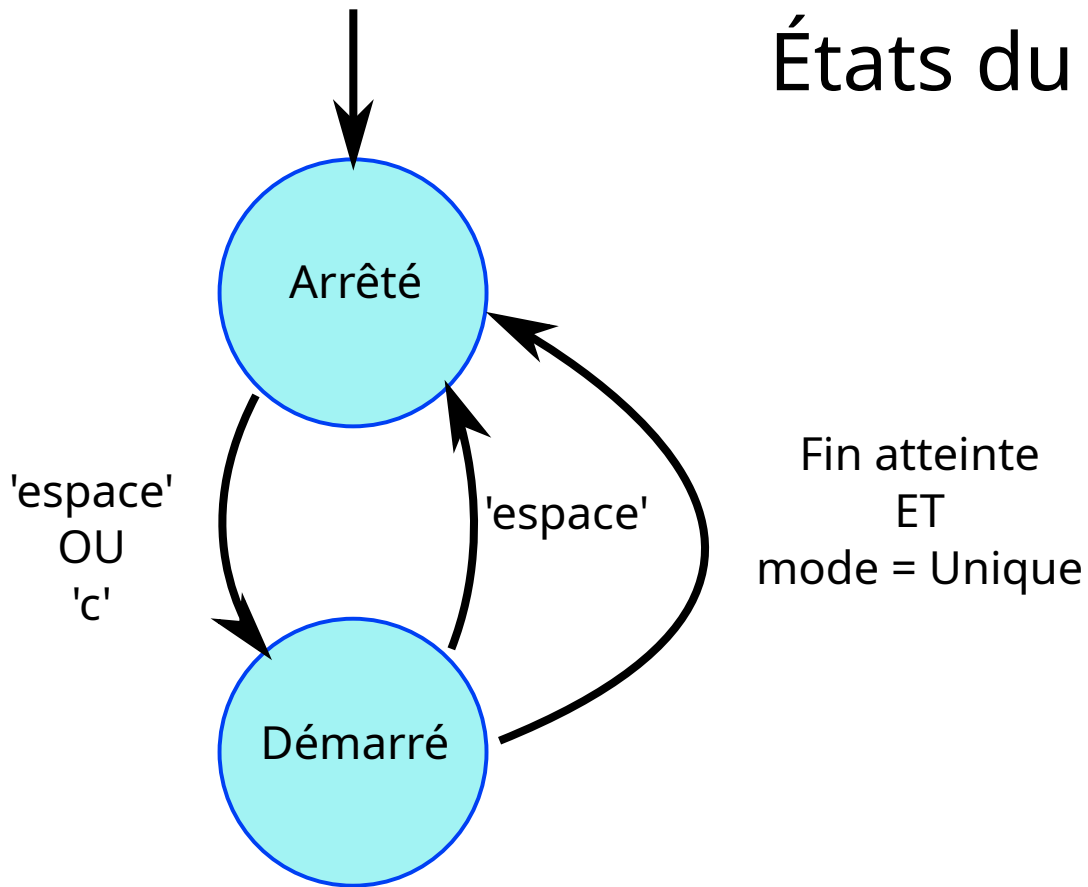 États du
Arrêté
'espace'
OU
'c'
'espace'
Fin atteinte
ET
mode = Unique
Démarré